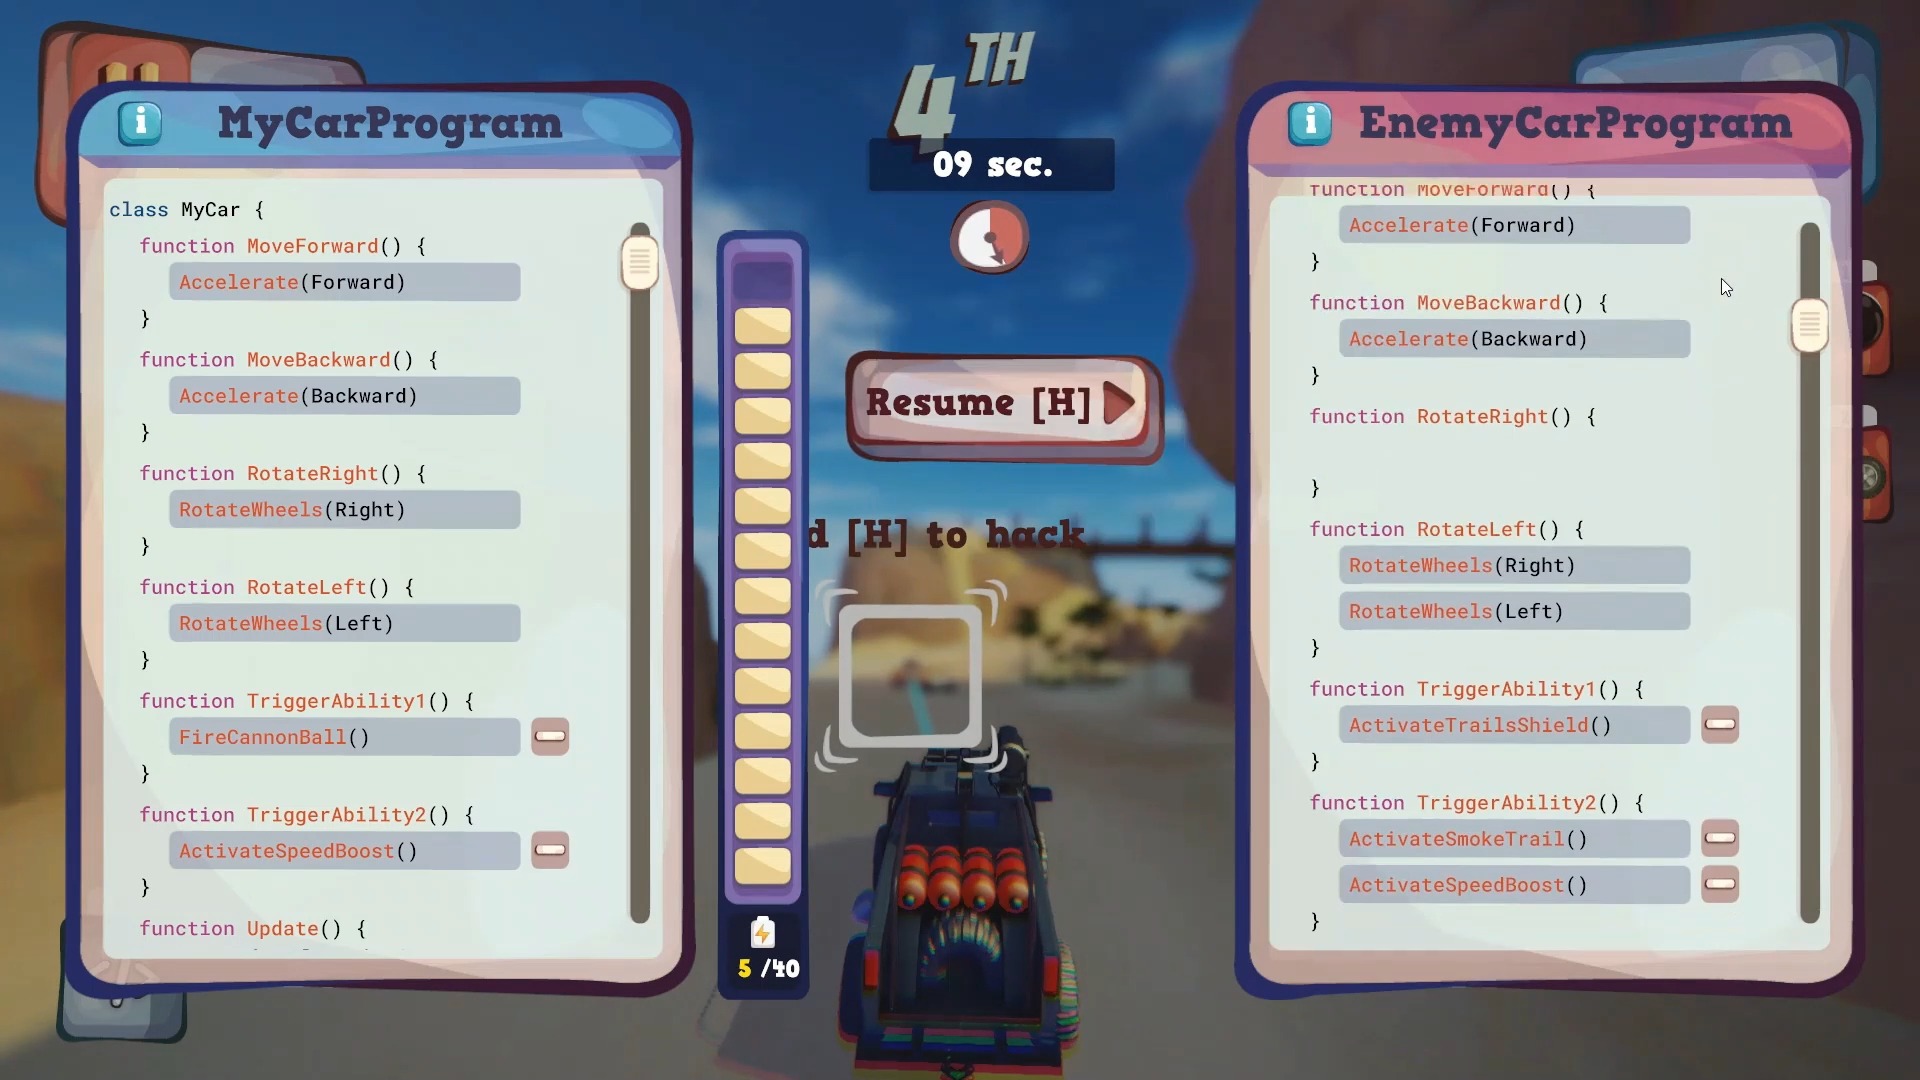 4TH
09 sec.
MyCarProgram
class MyCar {
function MoveForward() {
Accelerate(Forward)
}
function MoveBackward() {
Accelerate(Backward)
}
function RotateRight() {
RotateWheels(Right)
}
function RotateLeft() {
RotateWheels(Left)
}
function TriggerAbility1() {
FireCannonBall()
}
function TriggerAbility2() {
ActivateSpeedBoost()
}
function Update() {
5 /40
Resume [H]
d [H] to hack
EnemyCarProgram
function MoveForward() {
Accelerate(Forward)
}
function MoveBackward() {
Accelerate(Backward)
}
function RotateRight() {
}
function RotateLeft() {
RotateWheels(Right)
RotateWheels(Left)
}
function TriggerAbility1() {
ActivateTrailsShield()
}
function TriggerAbility2() {
ActivateSmokeTrail()
ActivateSpeedBoost()
}